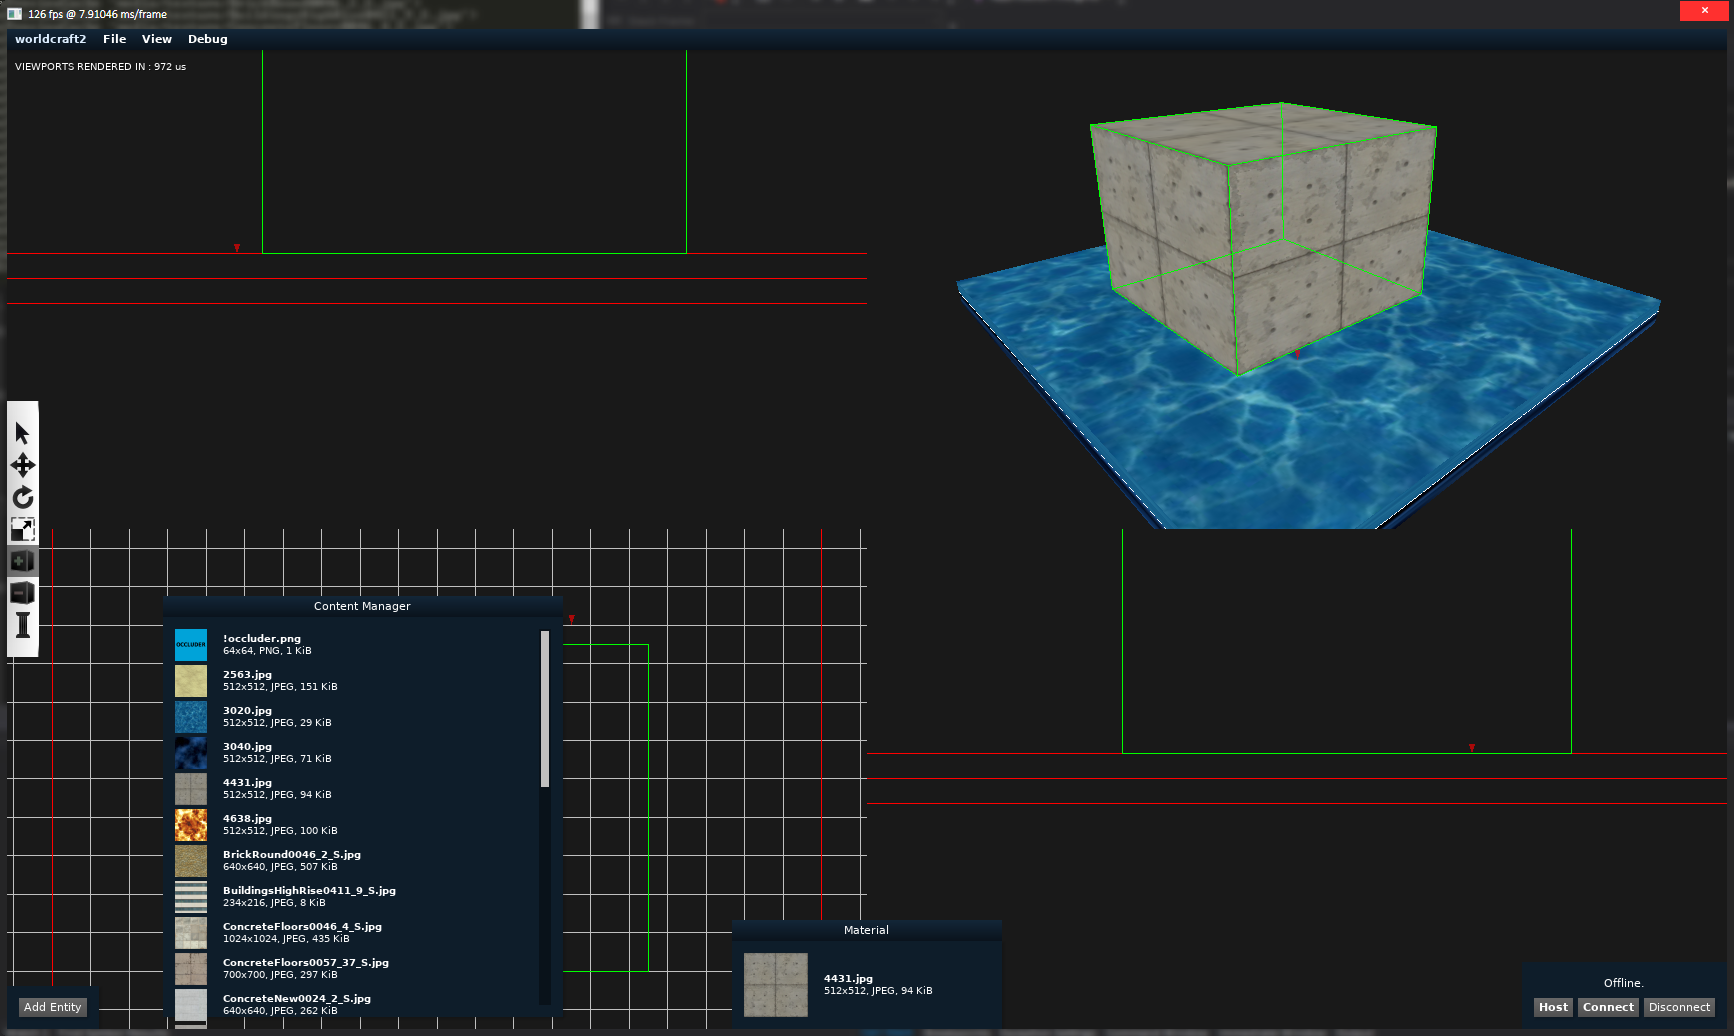 126 fps @ 7.91046 ms/frame
worldcraft2 File View Debug
VIEWPORTS RENDERED IN : 972 us
Content Manager
OCCLUDER
!occluder.png
64x64, PNG, 1 KiB
2563.jpg
512x512, JPEG, 151 KiB
3020.jpg
512x512, JPEG, 29 KiB
3040.jpg
512x512, JPEG, 71 KiB
4431.jpg
512x512, JPEG, 94 KiB
4638.jpg
512x512, JPEG, 100 KiB
BrickRound0046_2_S.jpg
640x640, JPEG, 507 KiB
BuildingsHighRise0411_9_S.jpg
234x216, JPEG, 8 KiB
ConcreteFloors0046_4_S.jpg
1024x1024, JPEG, 435 KiB
ConcreteFloors0057_37_S.jpg
700x700, JPEG, 297 KiB
ConcreteNew0024_2_S.jpg
640x640, JPEG, 262 KiB
Add Entity
Material
4431.jpg
512x512, JPEG, 94 KiB
Offline.
Host Connect Disconnect